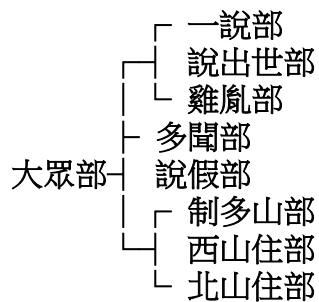 一說部
說出世部
雞胤部
多聞部
大眾部 說假部
制多山部
西山住部
北山住部